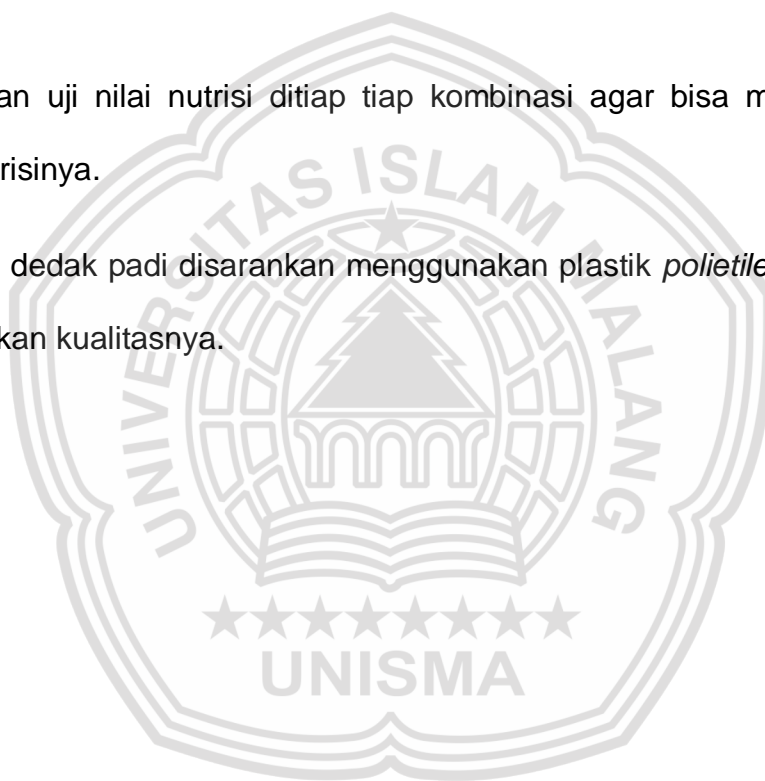 an uji nilai nutrisi ditiap tiap kombinasi agar bisa m
risinya.
dedak padi disarankan menggunakan plastik polietile
kan kualitasnya.
UNIVERSITAS ISLAM MALANG
UNISMA